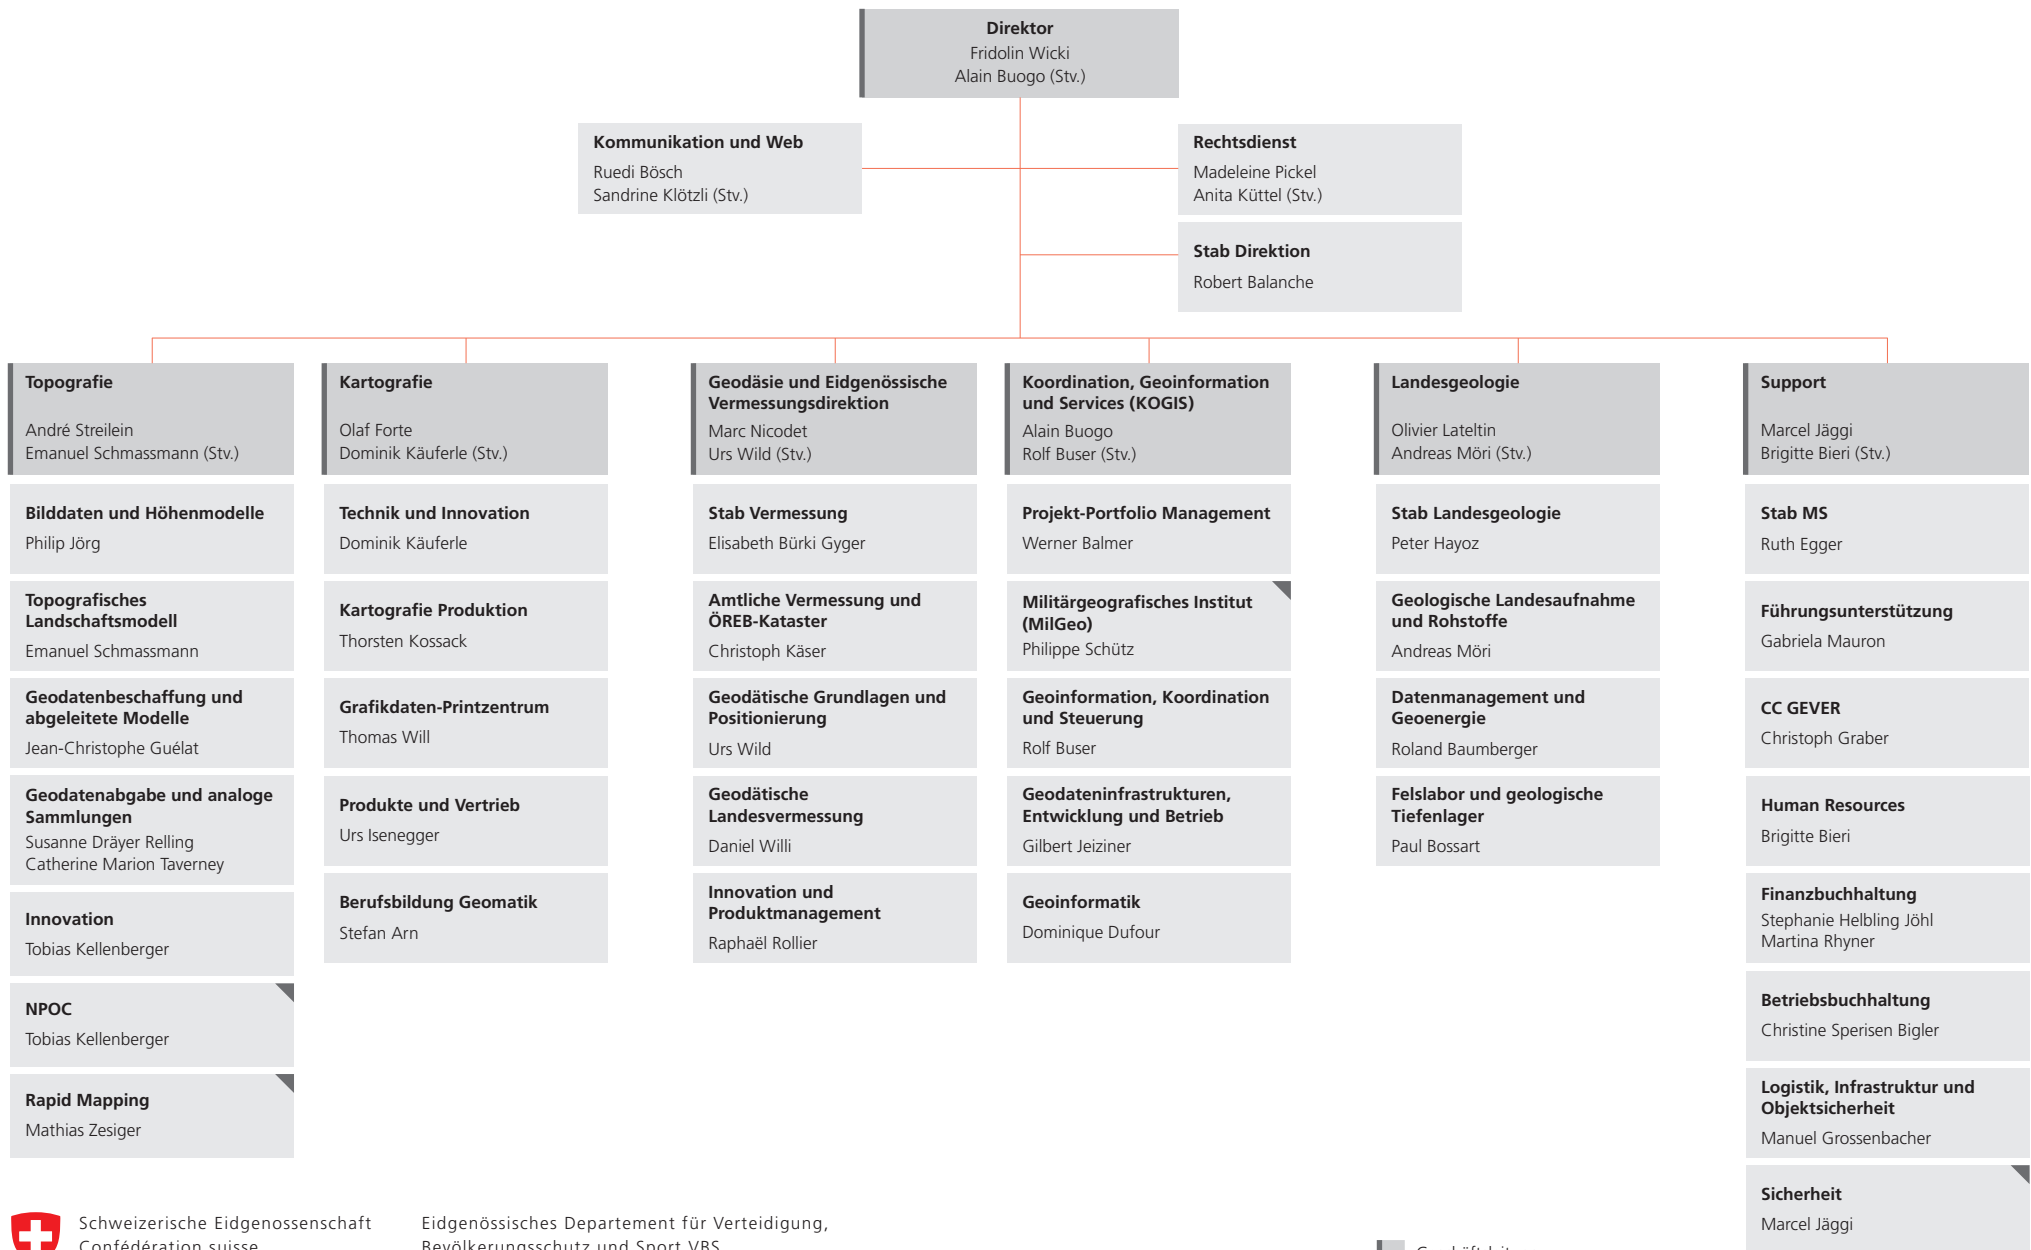 Direktor
Fridolin Wicki
Alain Buogo (Stv.)
Kommunikation und Web
Ruedi Bösch
Sandrine Klötzli (Stv.)
Rechtsdienst
Madeleine Pickel
Anita Küttel (Stv.)
Stab Direktion
Robert Balanche
Topografie
André Streilein
Emanuel Schmassmann (Stv.)
Bilddaten und Höhenmodelle
Philip Jörg
Topografisches
Landschaftsmodell
Emanuel Schmassmann
Geodatenbeschaffung und
abgeleitete Modelle
Jean-Christophe Guélat
Geodatenabgabe und analoge
Sammlungen
Susanne Dräyer Relling
Catherine Marion Taverney
Innovation
Tobias Kellenberger
NPOC
Tobias Kellenberger
Rapid Mapping
Mathias Zesiger
Kartografie
Olaf Forte
Dominik Käuferle (Stv.)
Technik und Innovation
Dominik Käuferle
Kartografie Produktion
Thorsten Kossack
Grafikdaten-Printzentrum
Thomas Will
Produkte und Vertrieb
Urs Isenegger
Berufsbildung Geomatik
Stefan Arn
Geodäsie und Eidgenössische
Vermessungsdirektion
Marc Nicodet
Urs Wild (Stv.)
Stab Vermessung
Elisabeth Bürki Gyger
Amtliche Vermessung und
ÖREB-Kataster
Christoph Käser
Geodätische Grundlagen und
Positionierung
Urs Wild
Geodätische
Landesvermessung
Daniel Willi
Innovation und
Produktmanagement
Raphaël Rollier
Koordination, Geoinformation
und Services (KOGIS)
Alain Buogo
Rolf Buser (Stv.)
Projekt-Portfolio Management
Werner Balmer
Militärgeografisches Institut
(MilGeo)
Philippe Schütz
Geoinformation, Koordination
und Steuerung
Rolf Buser
Geodateninfrastrukturen,
Entwicklung und Betrieb
Gilbert Jeiziner
Geoinformatik
Dominique Dufour
Landesgeologie
Olivier Lateltin
Andreas Möri (Stv.)
Stab Landesgeologie
Peter Hayoz
Geologische Landesaufnahme
und Rohstoffe
Andreas Möri
Datenmanagement und
Geoenergie
Roland Baumberger
Felslabor und geologische
Tiefenlager
Paul Bossart
Support
Marcel Jäggi
Brigitte Bieri (Stv.)
Stab MS
Ruth Egger
Führungsunterstützung
Gabriela Mauron
CC GEVER
Christoph Graber
Human Resources
Brigitte Bieri
Finanzbuchhaltung
Stephanie Helbling Jöhl
Martina Rhyner
Betriebsbuchhaltung
Christine Sperisen Bigler
Logistik, Infrastruktur und
Objektsicherheit
Manuel Grossenbacher
Sicherheit
Marcel Jäggi
Schweizerische Eidgenossenschaft
Confédération suisse
Eidgenössisches Departement für Verteidigung,
Bevölkerungsschutz und Sport VBS